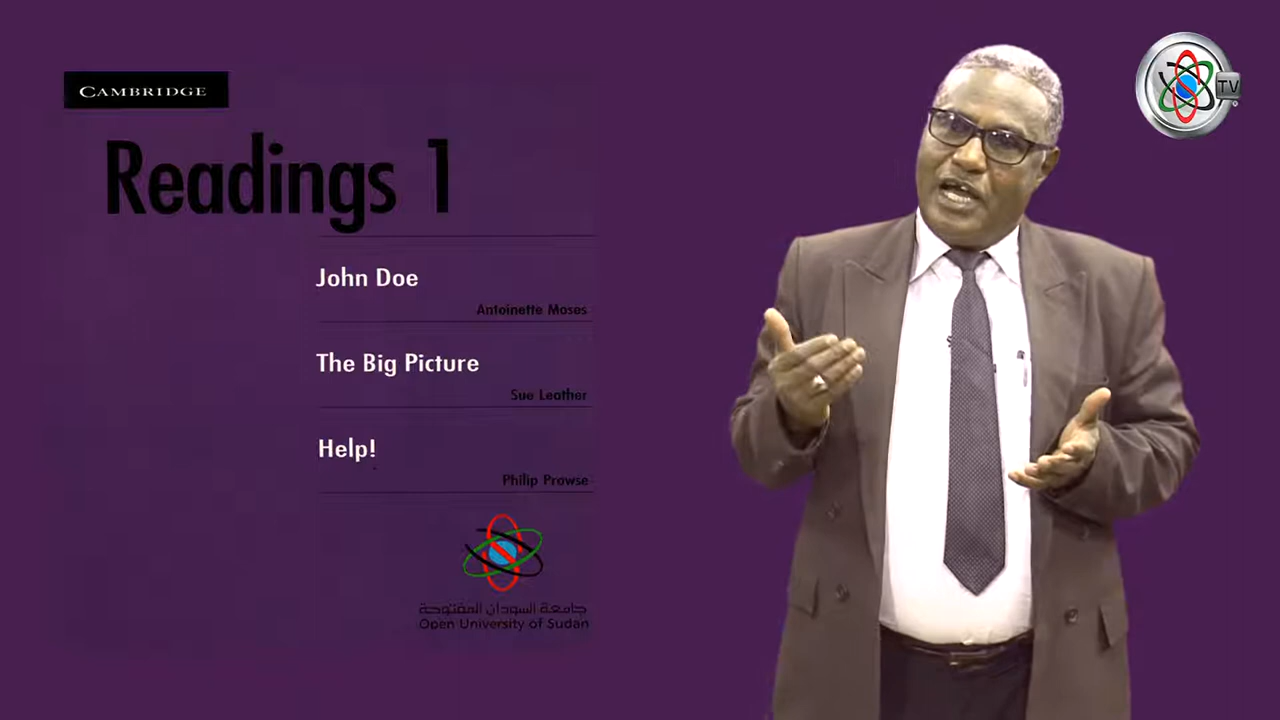 CAMBRIDGE
Readings 1
John Doe
Antoinette Moses
The Big Picture
Sue Leather
Help!
Philip Prowse
جامعة السودان المفتوحة
Open University of Sudan
TV